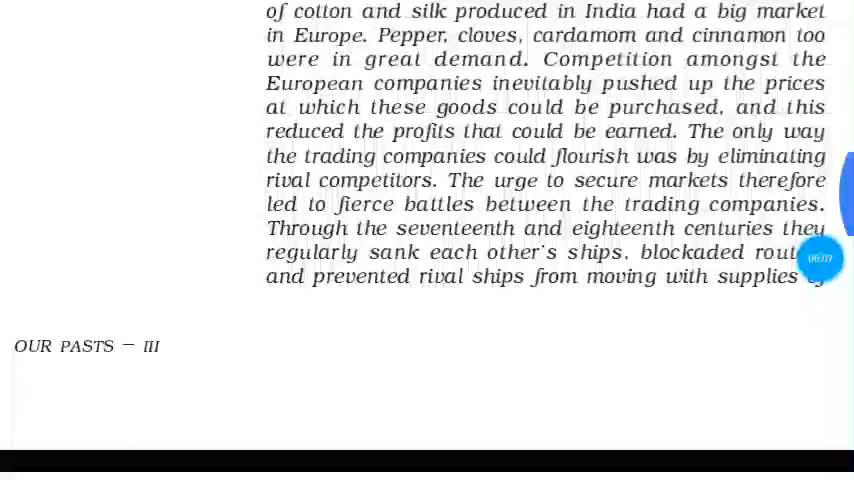 of cotton and silk produced in India had a big market
in Europe. Pepper, cloves, cardamom and cinnamon too
were in great demand. Competition amongst the
European companies inevitably pushed up the prices
at which these goods could be purchased, and this
reduced the profits that could be earned. The only way
the trading companies could flourish was by eliminating
rival competitors. The urge to secure markets therefore
led to fierce battles between the trading companies.
Through the seventeenth and eighteenth centuries they
regularly sank each other's ships, blockaded
and prevented rival ships from moving with supplies
06:07
OUR PASTS – III